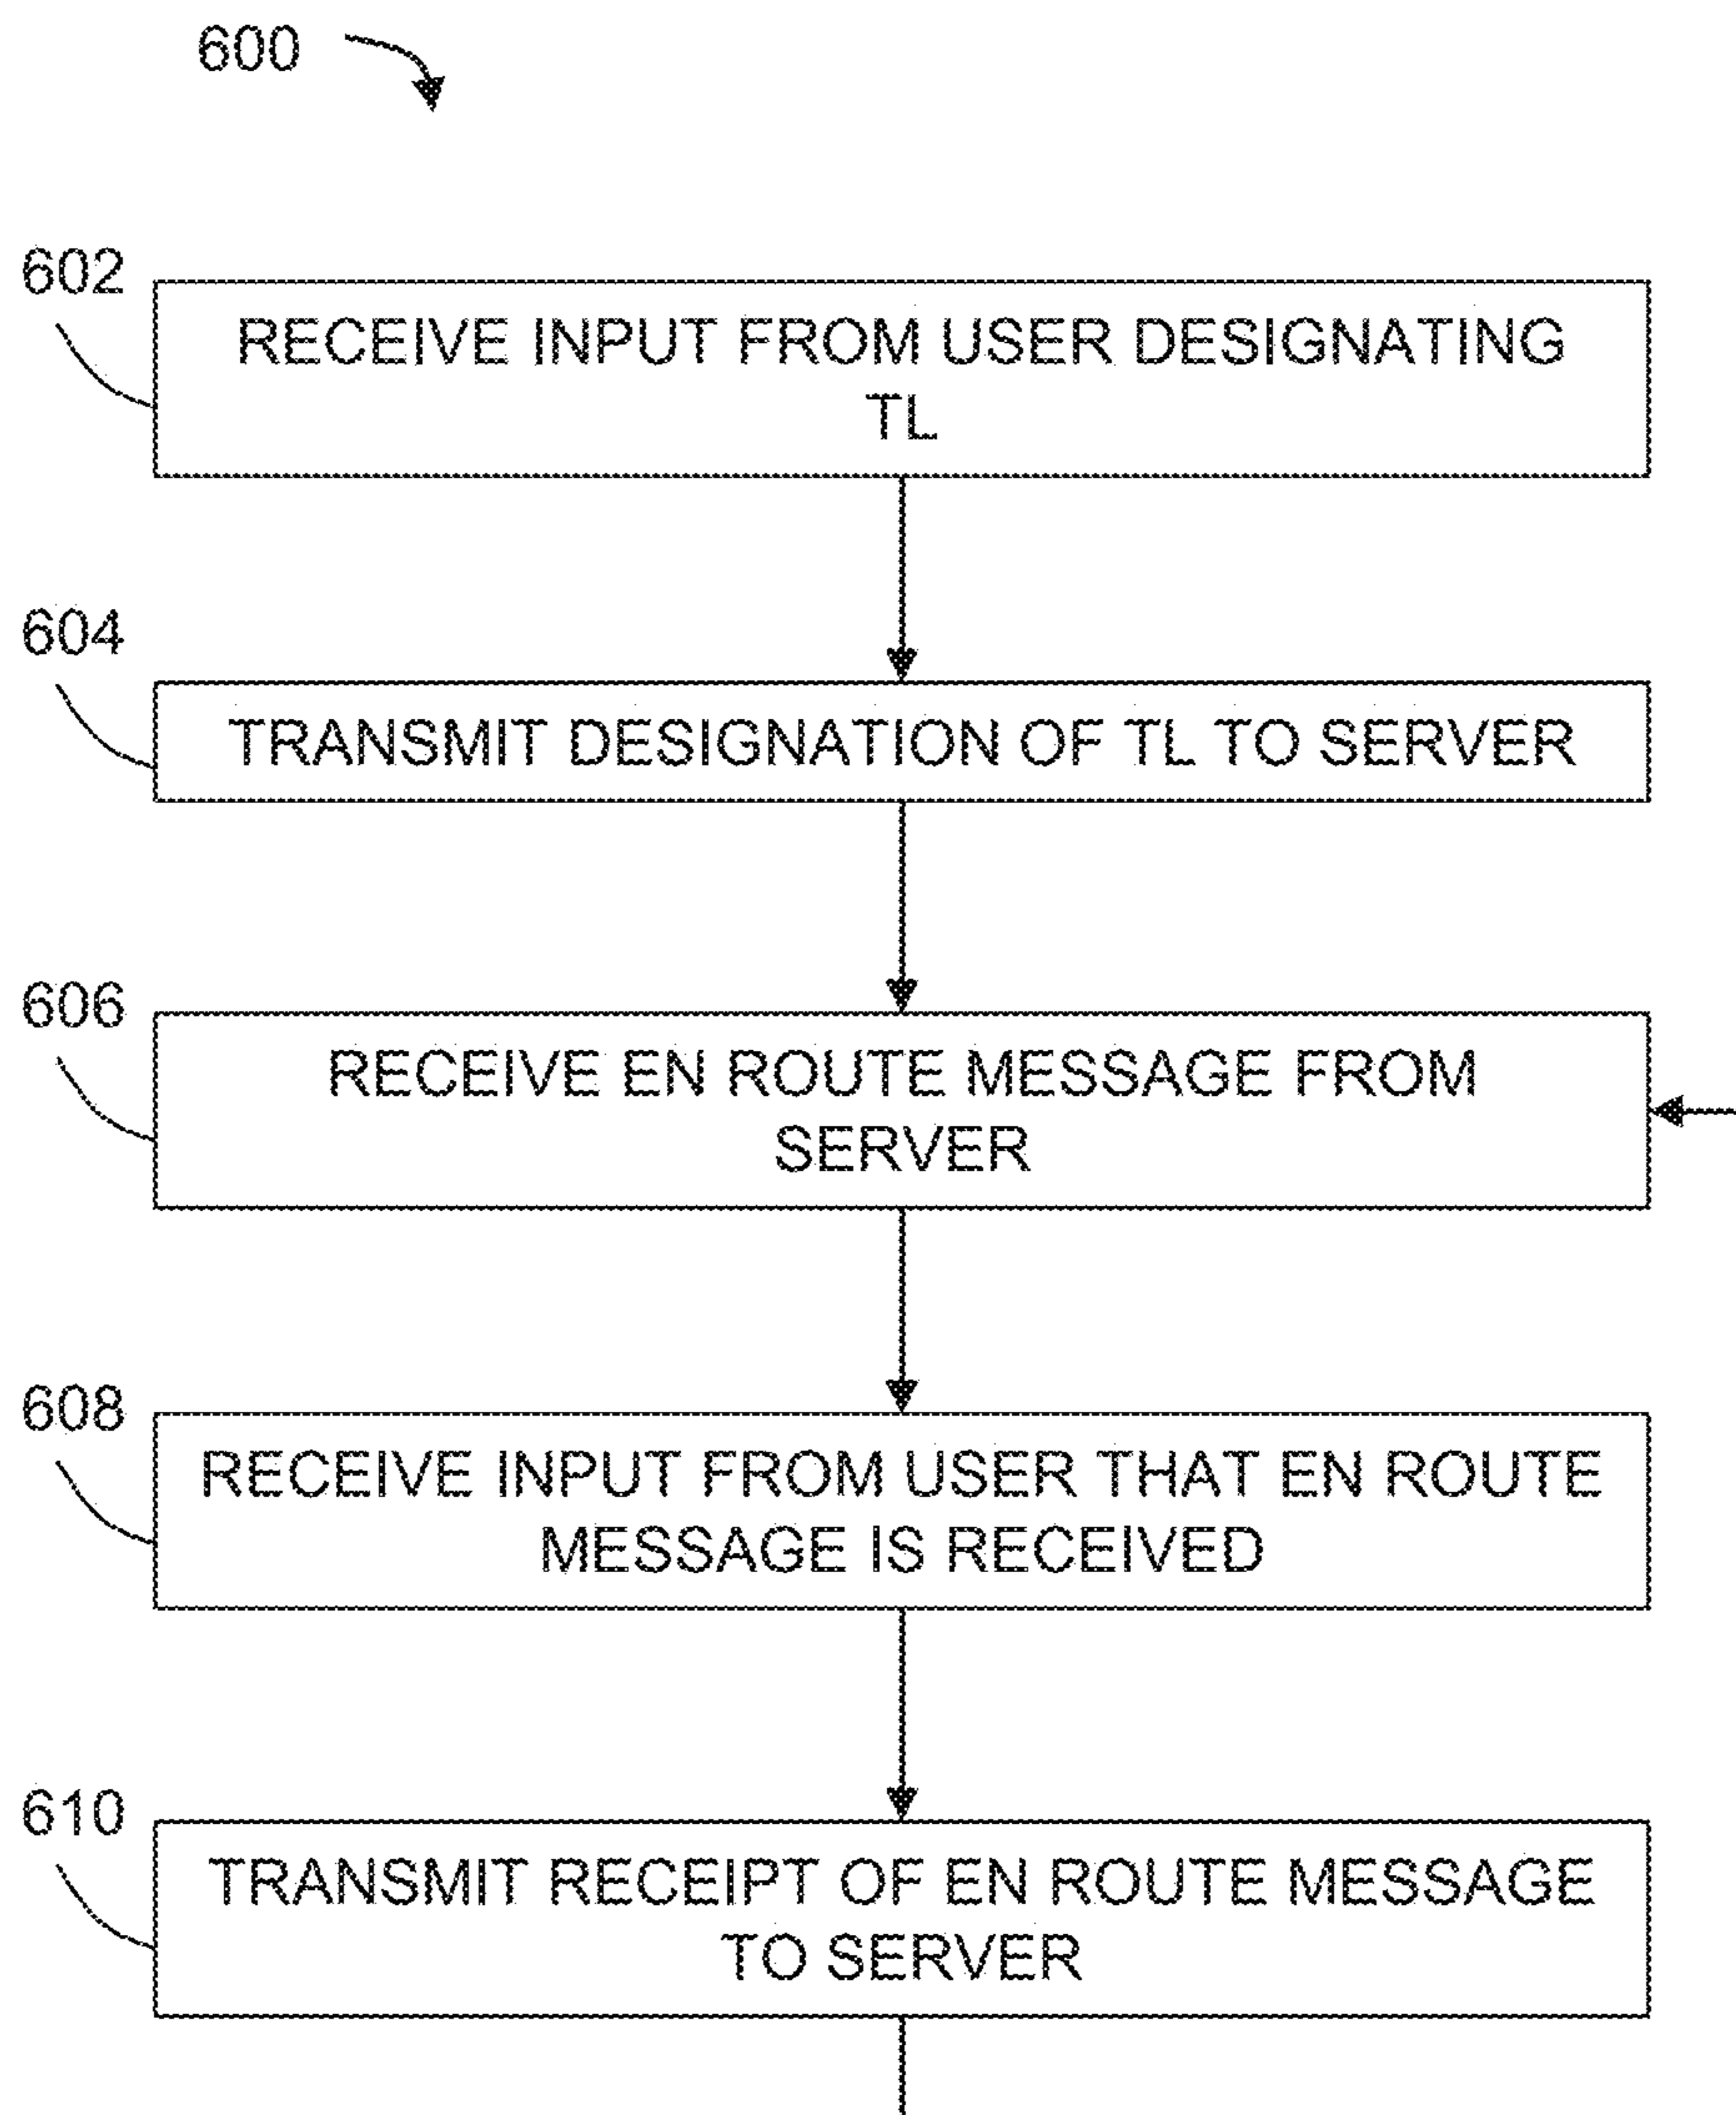 600
602
RECEIVE INPUT FROM USER DESIGNATING
TL
604
TRANSMIT DESIGNATION OF TL TO SERVER
606
RECEIVE EN ROUTE MESSAGE FROM
SERVER
608
RECEIVE INPUT FROM USER THAT EN ROUTE
MESSAGE IS RECEIVED
610
TRANSMIT RECEIPT OF EN ROUTE MESSAGE
TO SERVER